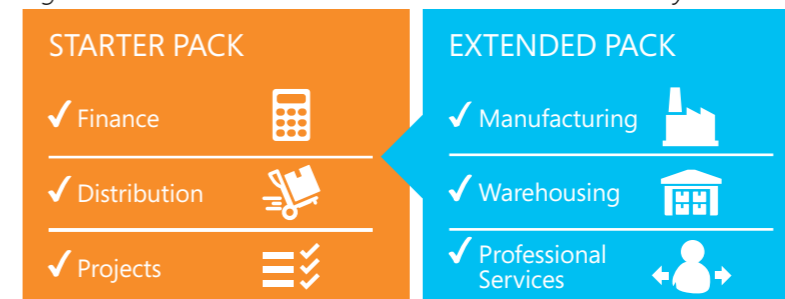 STARTER PACK
✓ Finance
✓ Distribution
✓ Projects
EXTENDED PACK
✓ Manufacturing
✓ Warehousing
✓ Professional
Services